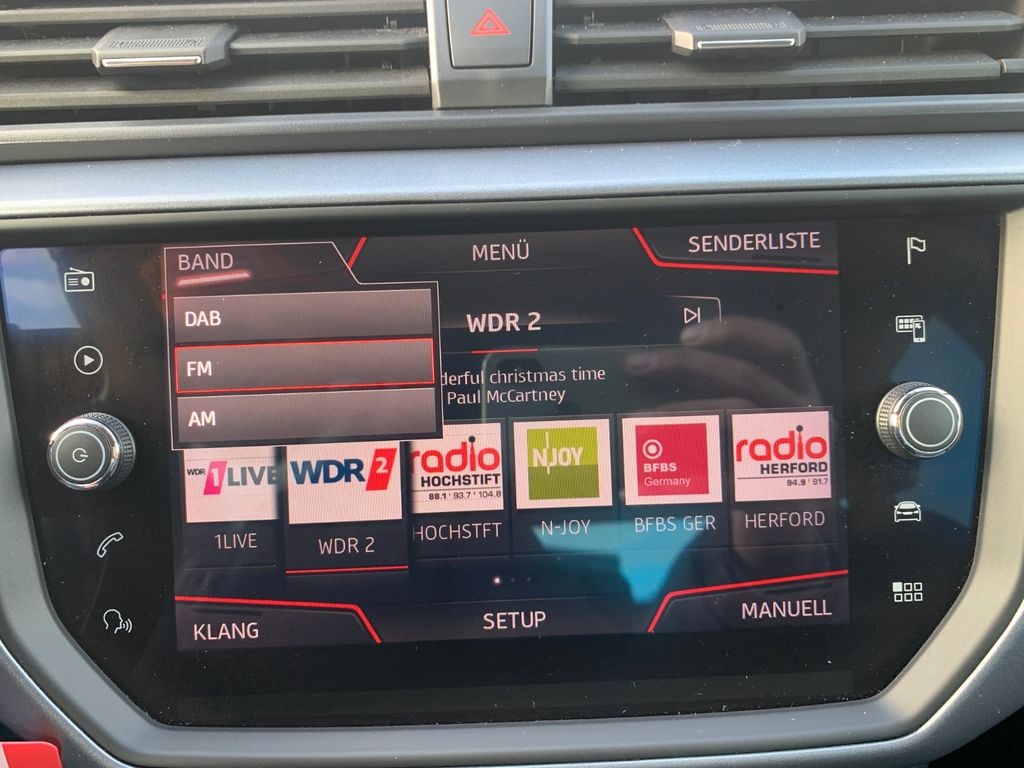 BAND
MENÜ
SENDERLISTE
DAB
FM
AM
WDR 2
derful christmas time
Paul McCartney
WDR 1LIVE
WDR 2
radio
HOCHSTIFT
88.1 93.7 104.8
N-JOY
BFBS
Germany
radio
HERFORD
94.9 91.7
1LIVE
WDR 2
HOCHSTFT
N-JOY
BFBS GER
HERFORD
KLANG
SETUP
MANUELL